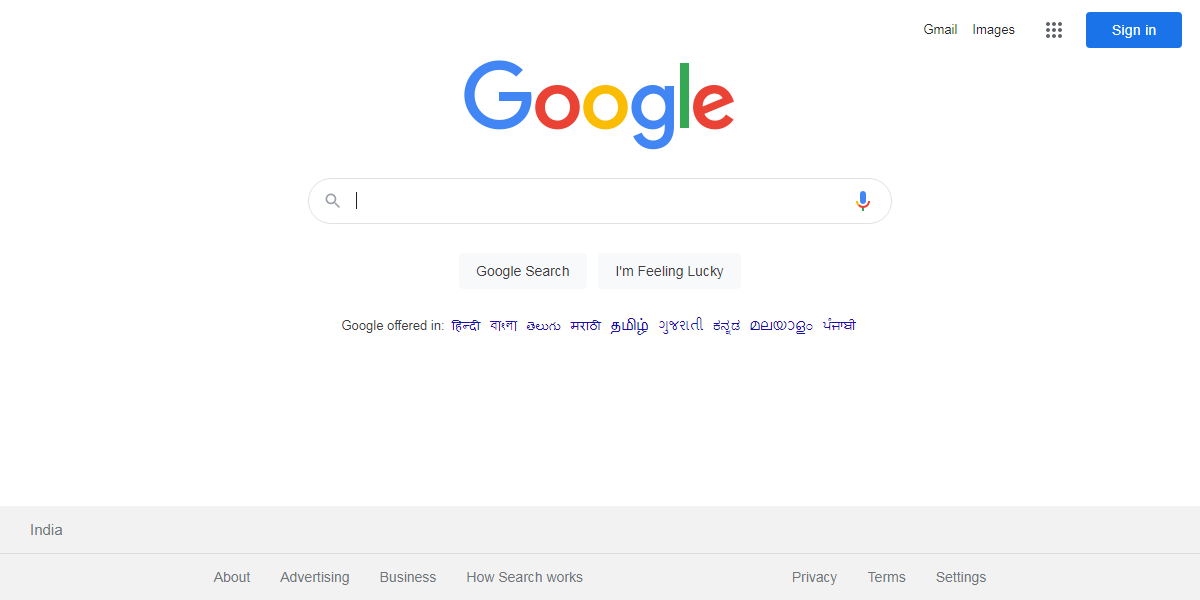 Gmail Images Sign in
Google
Google Search I'm Feeling Lucky
Google offered in: हिन्दी বাংলা తెలుగు मराठी தமிழ் ગુજરાતી ಕನ್ನಡ മലയാളം ਪੰਜਾਬੀ
India
About Advertising Business How Search works Privacy Terms Settings